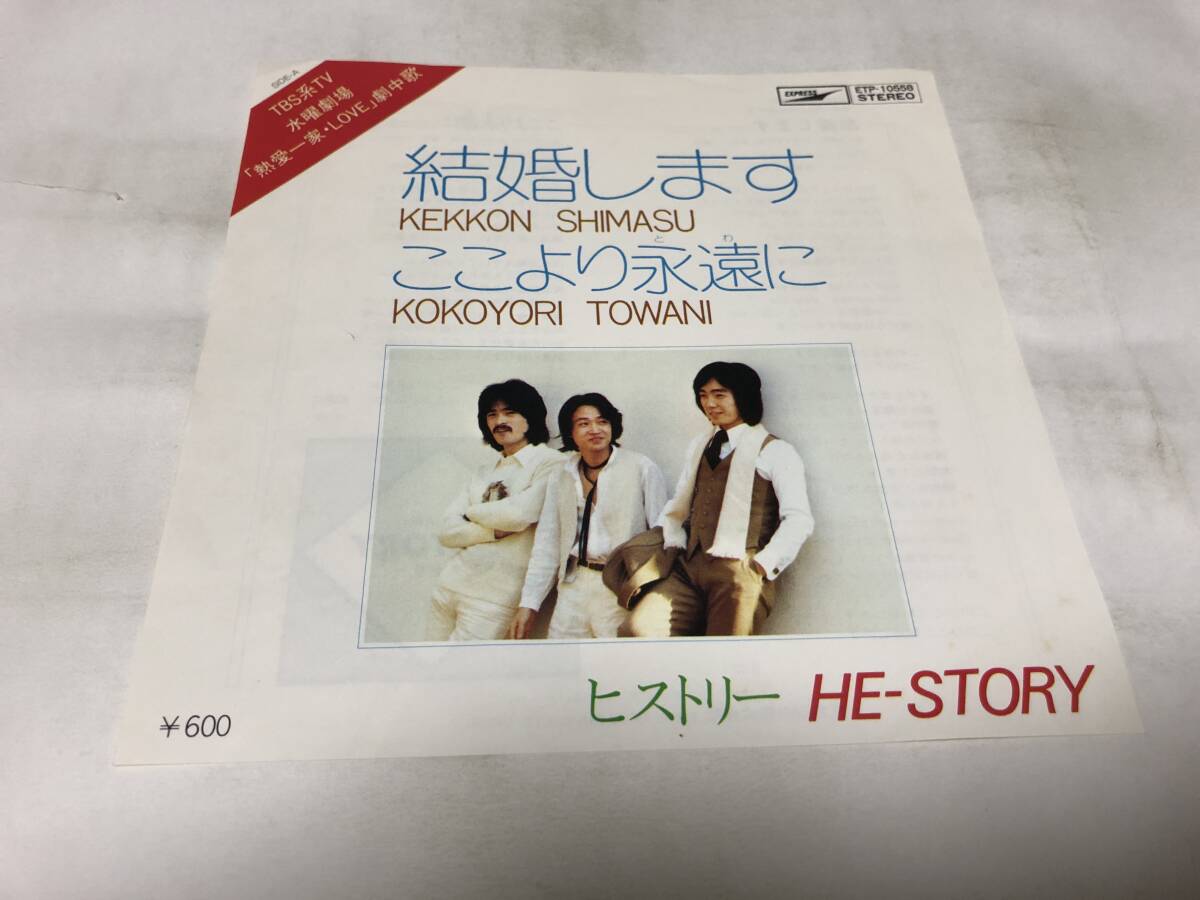 SIDE-A
TBS系TV
水曜劇場
「熱愛一家・LOVE」劇中歌
EXPRESS
ETP-10558
STEREO
結婚します
KEKKON SHIMASU
とわ
ここより永遠に
KOKOYORI TOWANI
ヒストリー HE-STORY
¥600